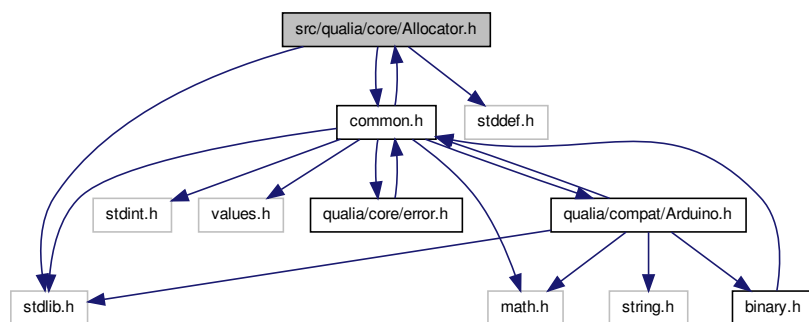 src/qualia/core/Allocator.h
common.h
stddef.h
stdint.h
values.h
qualia/core/error.h
qualia/compat/Arduino.h
stdlib.h
math.h
string.h
binary.h